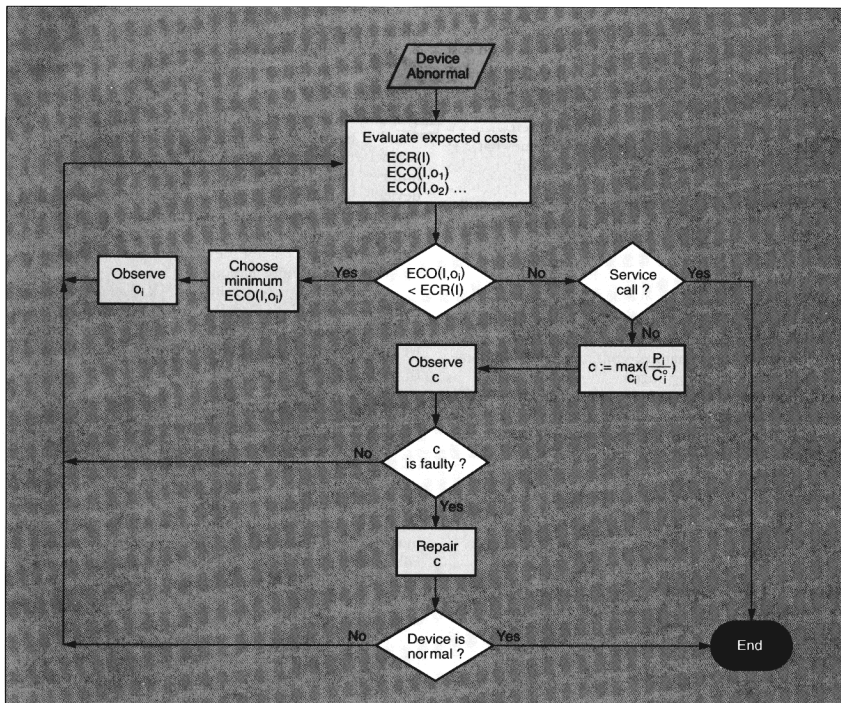 Device
Abnormal
Evaluate expected costs
ECR(I)
ECO(I,o₁)
ECO(I,o₂) ...
ECO(I,oᵢ)
< ECR(I)
Yes
No
Choose
minimum
ECO(I,oᵢ)
Observe
oᵢ
Service
call ?
Yes
No
c := max(Pᵢ/Cᵢᵒ)
cᵢ
Observe
c
c
is faulty ?
No
Yes
Repair
c
Device is
normal ?
No
Yes
End